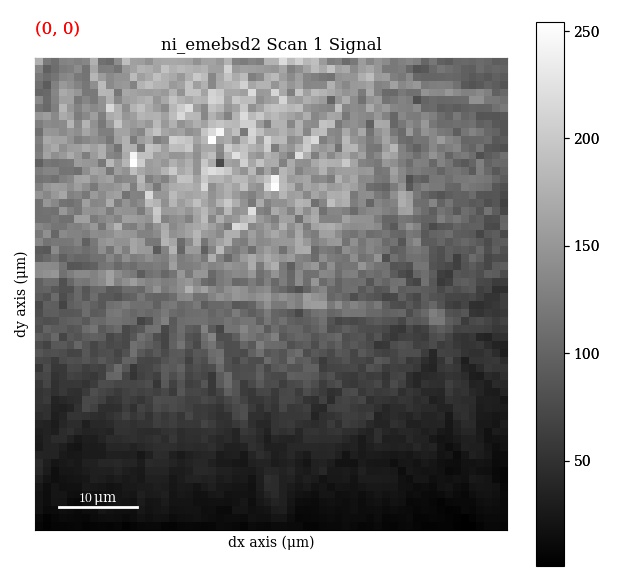 (0, 0)
ni_emebsd2 Scan 1 Signal
250
200
150
100
50
dy axis (μm)
10 μm
dx axis (μm)